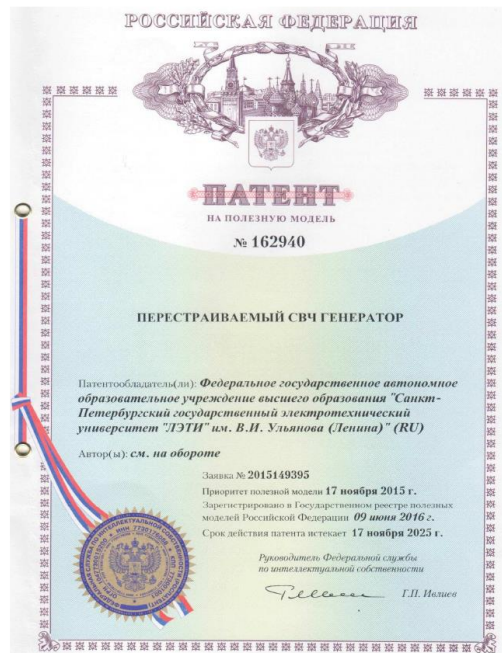 РОССИЙСКАЯ ФЕДЕРАЦИЯ
ПАТЕНТ
НА ПОЛЕЗНУЮ МОДЕЛЬ
№ 162940
ПЕРЕСТРАИВАЕМЫЙ СВЧ ГЕНЕРАТОР
Патентообладатель(ли): Федеральное государственное автономное
образовательное учреждение высшего образования "Санкт-
Петербургский государственный электротехнический
университет "ЛЭТИ" им. В.И. Ульянова (Ленина)" (RU)
Автор(ы): см. на обороте
Заявка № 2015149395
Приоритет полезной модели 17 ноября 2015 г.
Зарегистрировано в Государственном реестре полезных
моделей Российской Федерации 09 июня 2016 г.
Срок действия патента истекает 17 ноября 2025 г.
Руководитель Федеральной службы
по интеллектуальной собственности
Г.П. Ивлиев